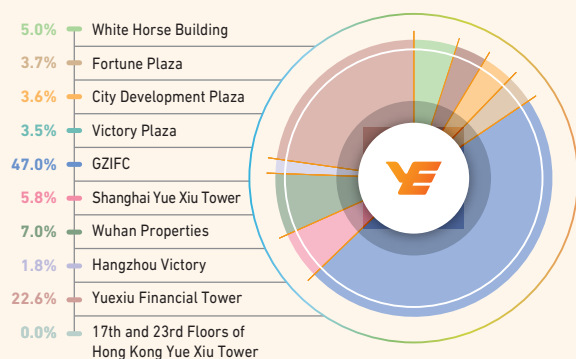 5.0% White Horse Building
3.7% Fortune Plaza
3.6% City Development Plaza
3.5% Victory Plaza
47.0% GZIFC
5.8% Shanghai Yue Xiu Tower
7.0% Wuhan Properties
1.8% Hangzhou Victory
22.6% Yuexiu Financial Tower
0.0% 17th and 23rd Floors of
Hong Kong Yue Xiu Tower